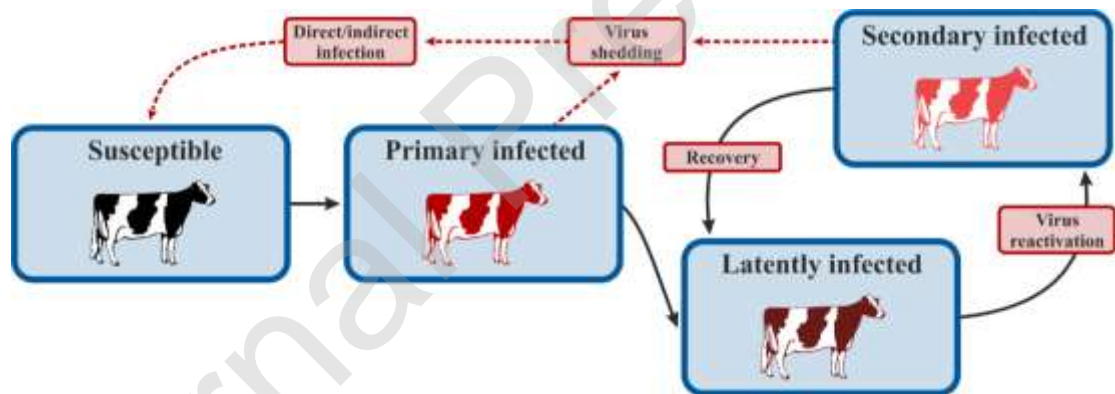 Direct/indirect
infection
Virus
shedding
Secondary infected
Susceptible
Primary infected
Recovery
Virus
reactivation
Latently infected